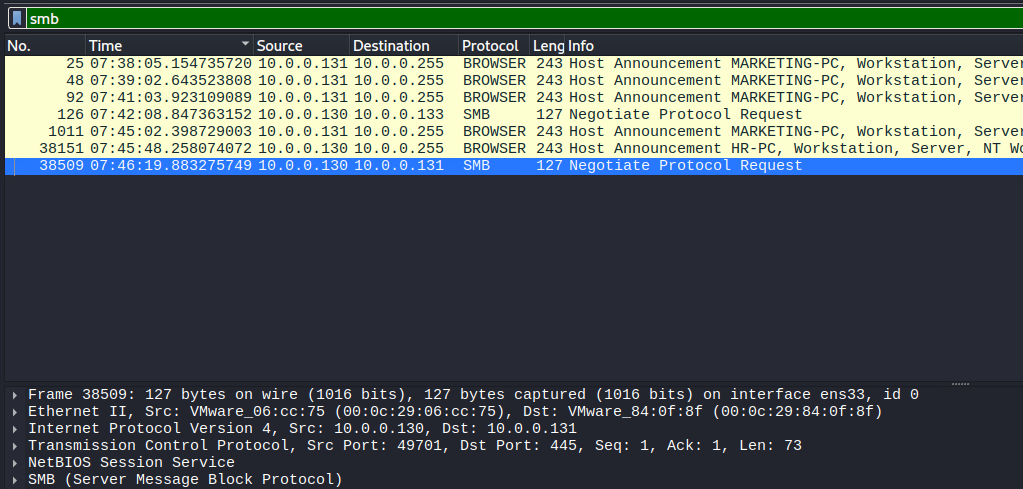 smb
No. Time Source Destination Protocol Leng Info
25 07:38:05.154735720 10.0.0.131 10.0.0.255 BROWSER 243 Host Announcement MARKETING-PC, Workstation, Server
48 07:39:02.643523808 10.0.0.131 10.0.0.255 BROWSER 243 Host Announcement MARKETING-PC, Workstation, Server
92 07:41:03.923109089 10.0.0.131 10.0.0.255 BROWSER 243 Host Announcement MARKETING-PC, Workstation, Server
126 07:42:08.847363152 10.0.0.130 10.0.0.133 SMB 127 Negotiate Protocol Request
1011 07:45:02.398729003 10.0.0.131 10.0.0.255 BROWSER 243 Host Announcement MARKETING-PC, Workstation, Server
38151 07:45:48.258074072 10.0.0.130 10.0.0.255 BROWSER 243 Host Announcement HR-PC, Workstation, Server, NT Wo
38509 07:46:19.883275749 10.0.0.130 10.0.0.131 SMB 127 Negotiate Protocol Request
Frame 38509: 127 bytes on wire (1016 bits), 127 bytes captured (1016 bits) on interface ens33, id 0
Ethernet II, Src: VMware_06:cc:75 (00:0c:29:06:cc:75), Dst: VMware_84:0f:8f (00:0c:29:84:0f:8f)
Internet Protocol Version 4, Src: 10.0.0.130, Dst: 10.0.0.131
Transmission Control Protocol, Src Port: 49701, Dst Port: 445, Seq: 1, Ack: 1, Len: 73
NetBIOS Session Service
SMB (Server Message Block Protocol)